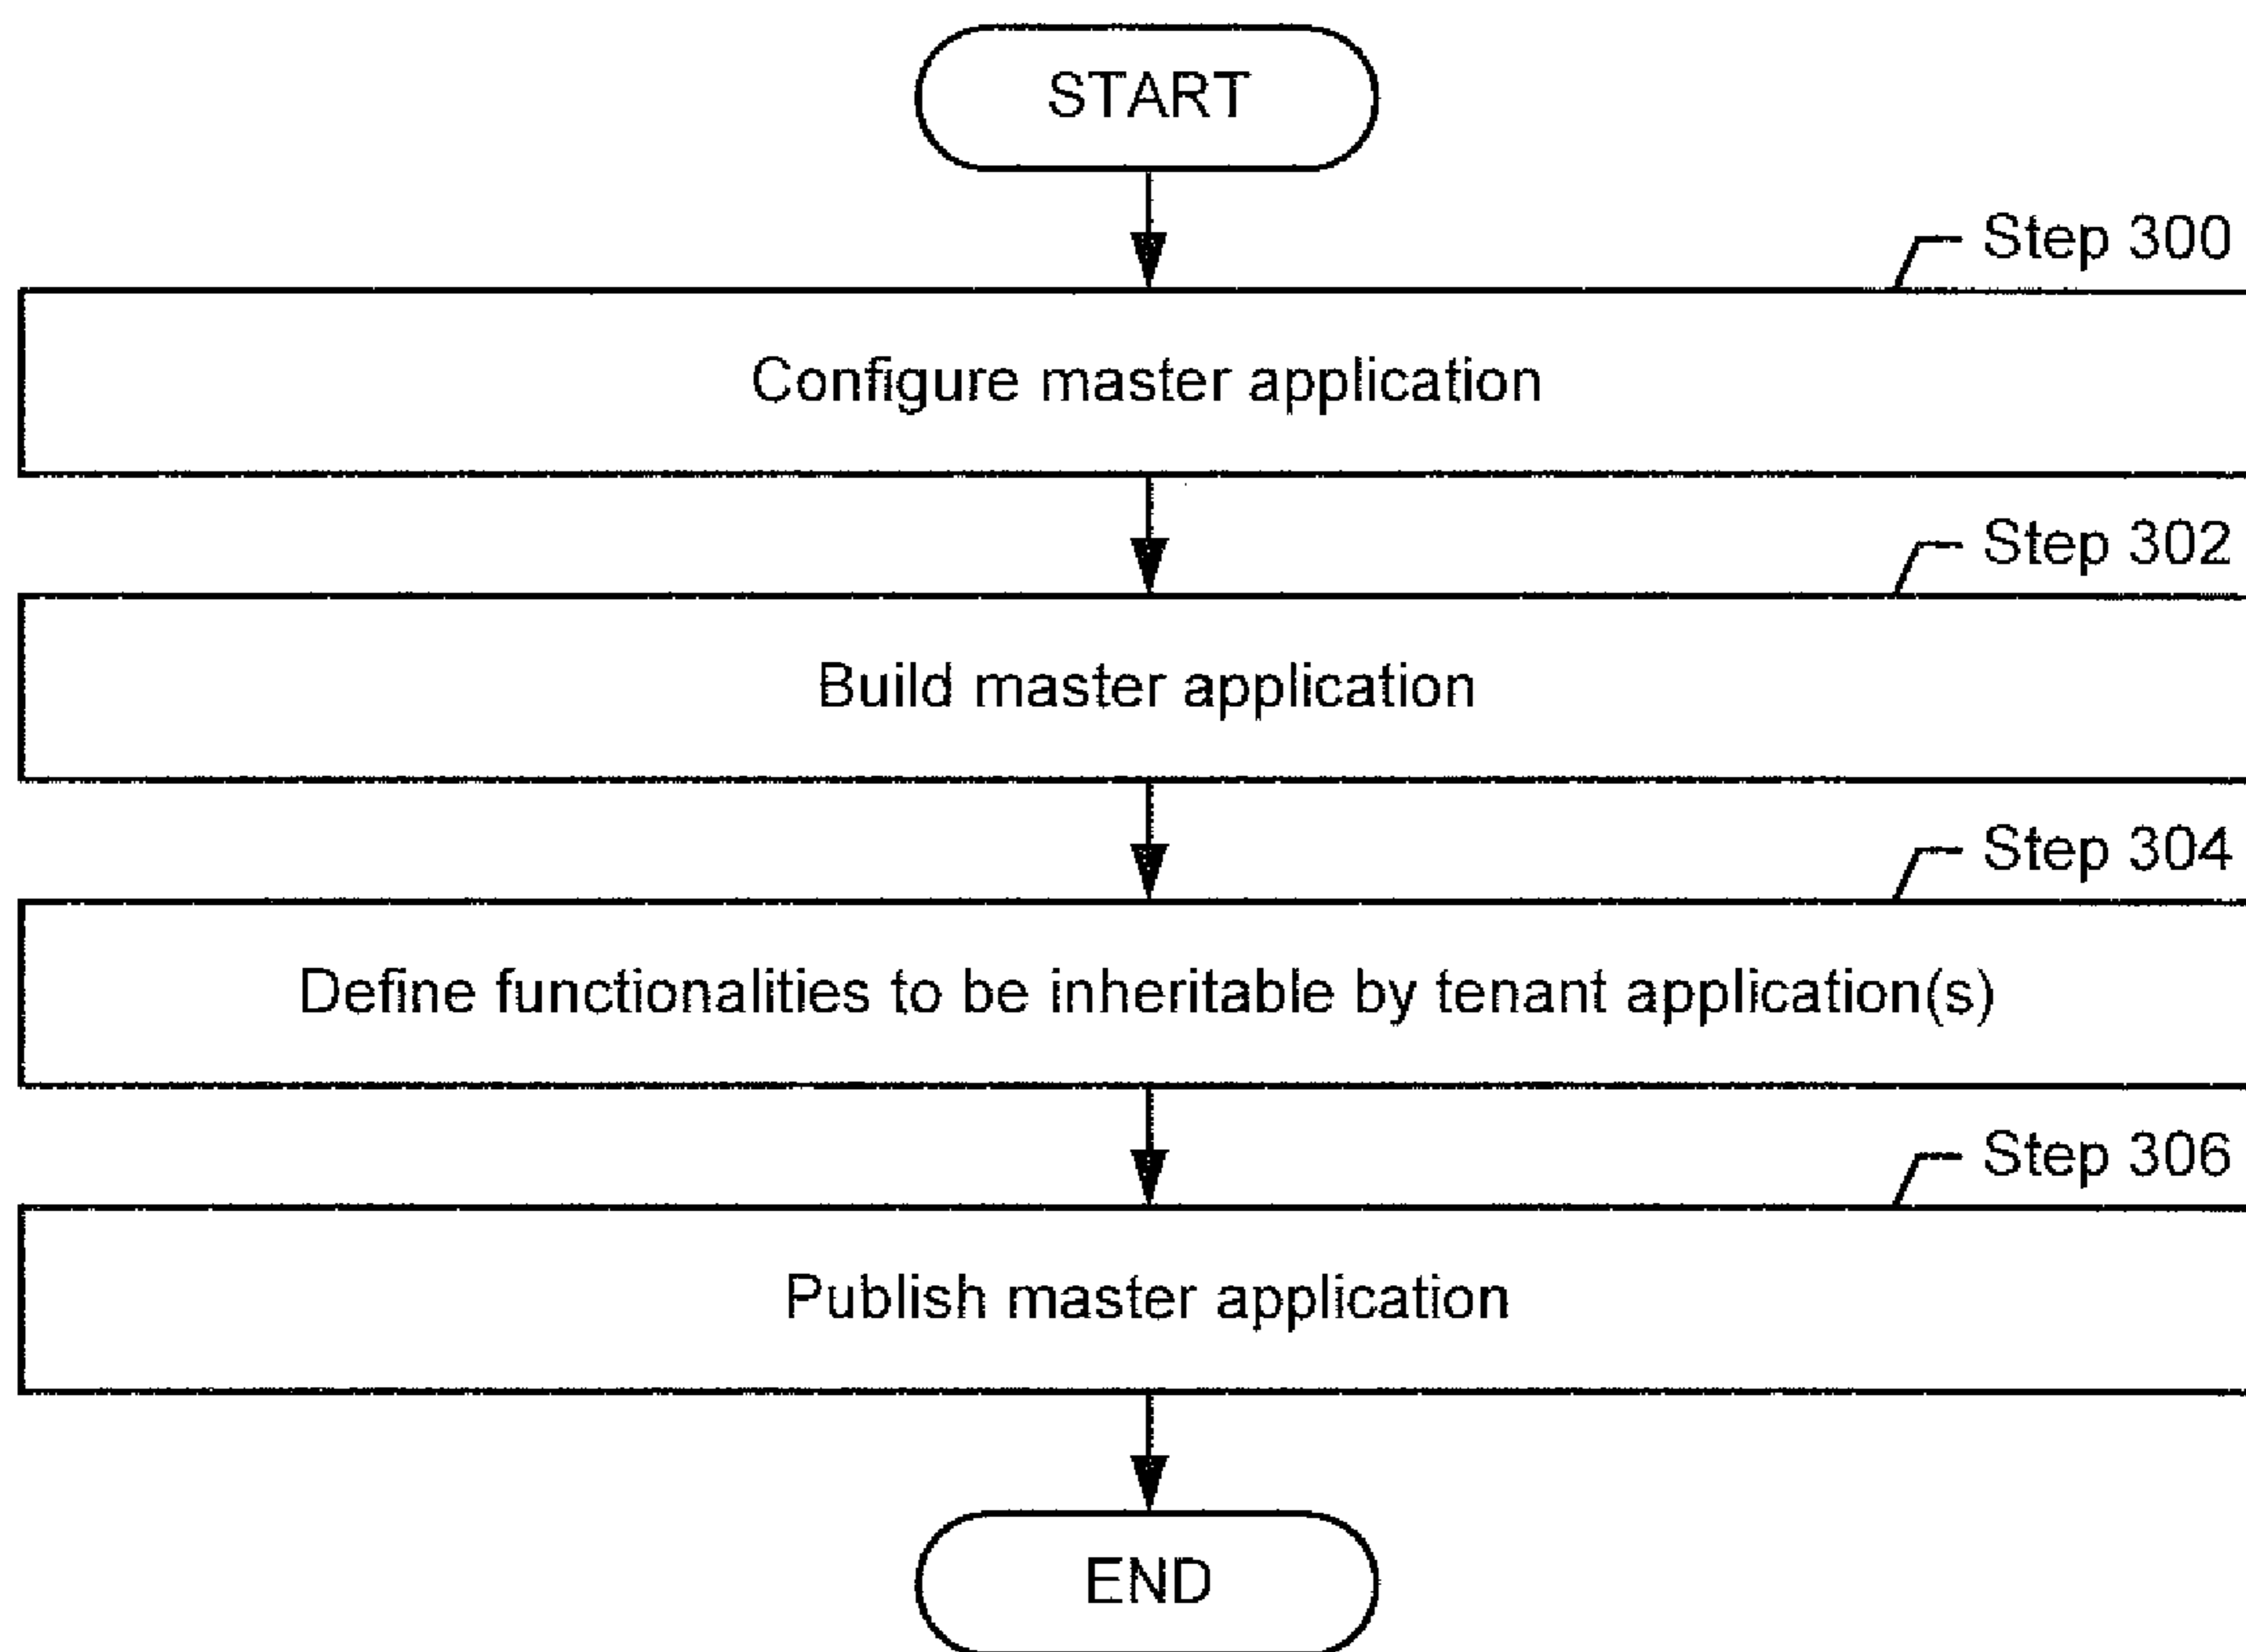 START
Step 300
Configure master application
Step 302
Build master application
Step 304
Define functionalities to be inheritable by tenant application(s)
Step 306
Publish master application
END